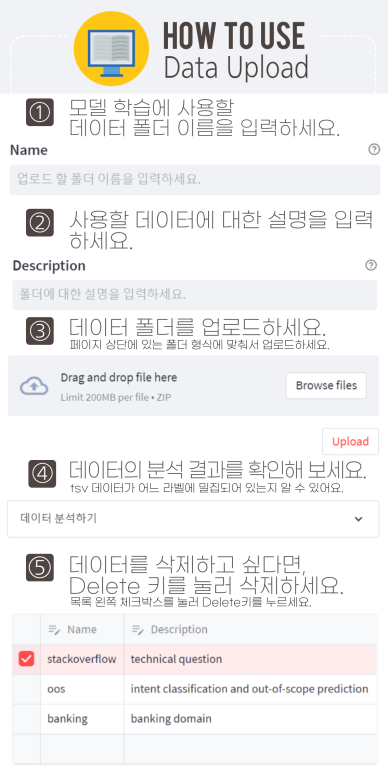 HOW TO USE
Data Upload
① 모델 학습에 사용할
데이터 폴더 이름을 입력하세요.
Name
업로드 할 폴더 이름을 입력하세요.
② 사용할 데이터에 대한 설명을 입력
하세요.
Description
폴더에 대한 설명을 입력하세요.
③ 데이터 폴더를 업로드하세요.
페이지 상단에 있는 폴더 형식에 맞춰서 업로드하세요.
Drag and drop file here
Limit 200MB per file • ZIP
Browse files
Upload
④ 데이터의 분석 결과를 확인해 보세요.
tsv 데이터가 어느 라벨에 밀집되어 있는지 알 수 있어요.
데이터 분석하기
⑤ 데이터를 삭제하고 싶다면,
Delete 키를 눌러 삭제하세요.
목록 왼쪽 체크박스를 눌러 Delete키를 누르세요.
Name Description
stackoverflow technical question
oos intent classification and out-of-scope prediction
banking banking domain